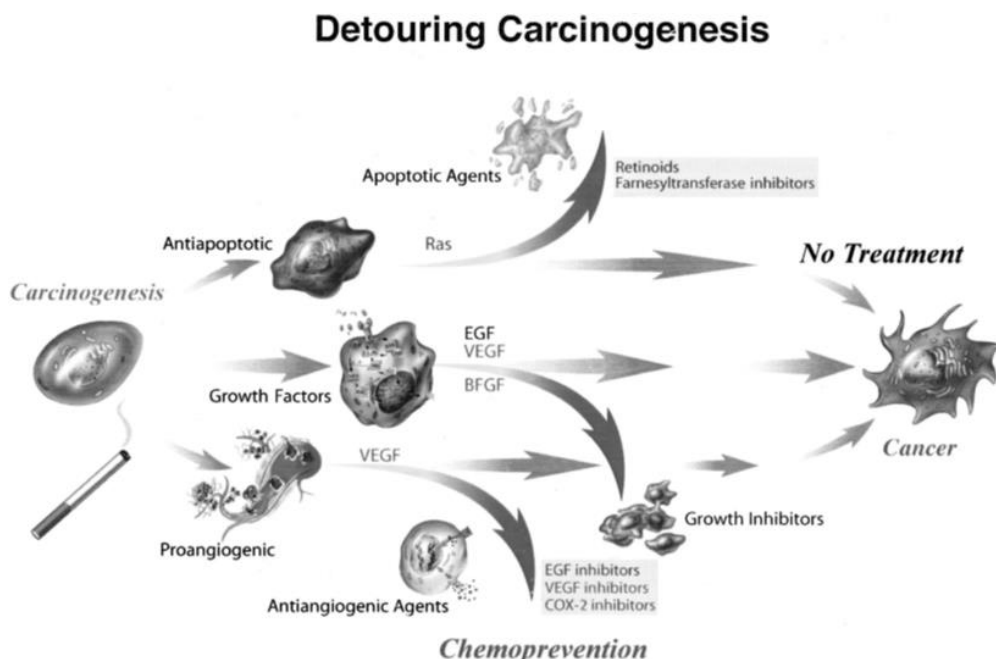 Detouring Carcinogenesis
Apoptotic Agents
Retinoids
Farnesyltransferase inhibitors
Antiapoptotic
Ras
No Treatment
Carcinogenesis
EGF
VEGF
BFGF
Growth Factors
Cancer
VEGF
Growth Inhibitors
Proangiogenic
EGF inhibitors
VEGF inhibitors
COX-2 inhibitors
Antiangiogenic Agents
Chemoprevention